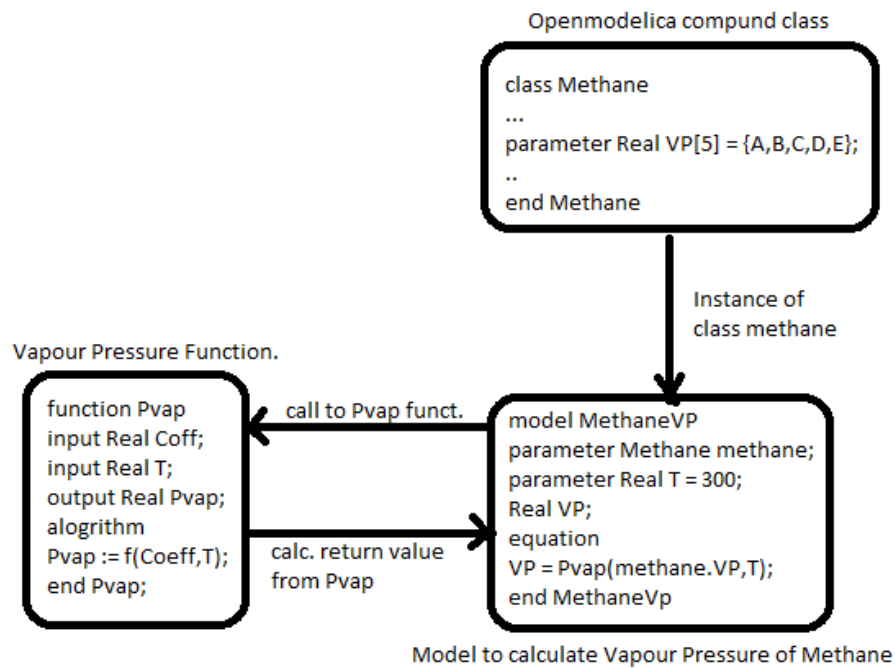 Openmodelica compund class
class Methane
...
parameter Real VP[5] = {A,B,C,D,E};
..
end Methane
Instance of
class methane
Vapour Pressure Function.
function Pvap
input Real Coff;
input Real T;
output Real Pvap;
alogrithm
Pvap := f(Coeff,T);
end Pvap;
call to Pvap funct.
calc. return value
from Pvap
model MethaneVP
parameter Methane methane;
parameter Real T = 300;
Real VP;
equation
VP = Pvap(methane.VP,T);
end MethaneVp
Model to calculate Vapour Pressure of Methane